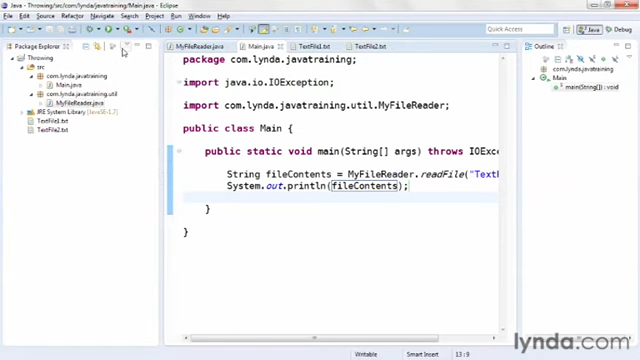 Java - Throwing/src/com/lynda/javatraining/Main.java - Eclipse
File Edit Source Refactor Navigate Search Project Run Window Help
Quick Access
Java
Debug
Package Explorer
Throwing
src
com.lynda.javatraining
Main.java
com.lynda.javatraining.util
MyFileReader.java
JRE System Library [JavaSE-1.7]
TextFile1.txt
TextFile2.txt
MyFileReader.java Main.java TextFile1.txt TextFile2.txt
package com.lynda.javatraining;
import java.io.IOException;
import com.lynda.javatraining.util.MyFileReader;
public class Main {
public static void main(String[] args) throws IOExce
String fileContents = MyFileReader.readFile("TextF
System.out.println(fileContents);
}
}
Outline
com.lynda.javatraining
Main
main(String[]) : void
Writable
Smart Insert
13 : 9
lynda.com